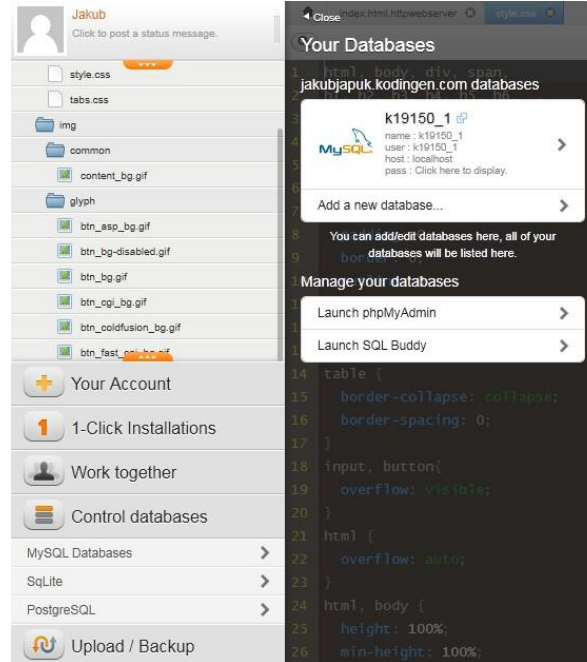 Jakub
Click to post a status message.
style.css
tabs.css
img
common
content_bg.gif
glyph
btn_asp_bg.gif
btn_bg-disabled.gif
btn_bg.gif
btn_cgi_bg.gif
btn_coldfusion_bg.gif
Your Account
1-Click Installations
Work together
Control databases
MySQL Databases
SqLite
PostgreSQL
Upload / Backup
Close
index.html.httpwebserver
style.css
Your Databases
1 html, body, div, span,
jakubjapuk.kodingen.com databases
MySQL
k19150_1
name : k19150_1
user : k19150_1
host : localhost
pass : Click here to display.
Add a new database...
You can add/edit databases here, all of your
databases will be listed here.
Manage your databases
Launch phpMyAdmin
Launch SQL Buddy
14 table {
15 border-collapse: collapse;
16 border-spacing: 0;
17 }
18 input, button{
19 overflow: visible;
20 }
21 html {
22 overflow: auto;
23 }
24 html, body {
25 height: 100%;
26 min-height: 100%;